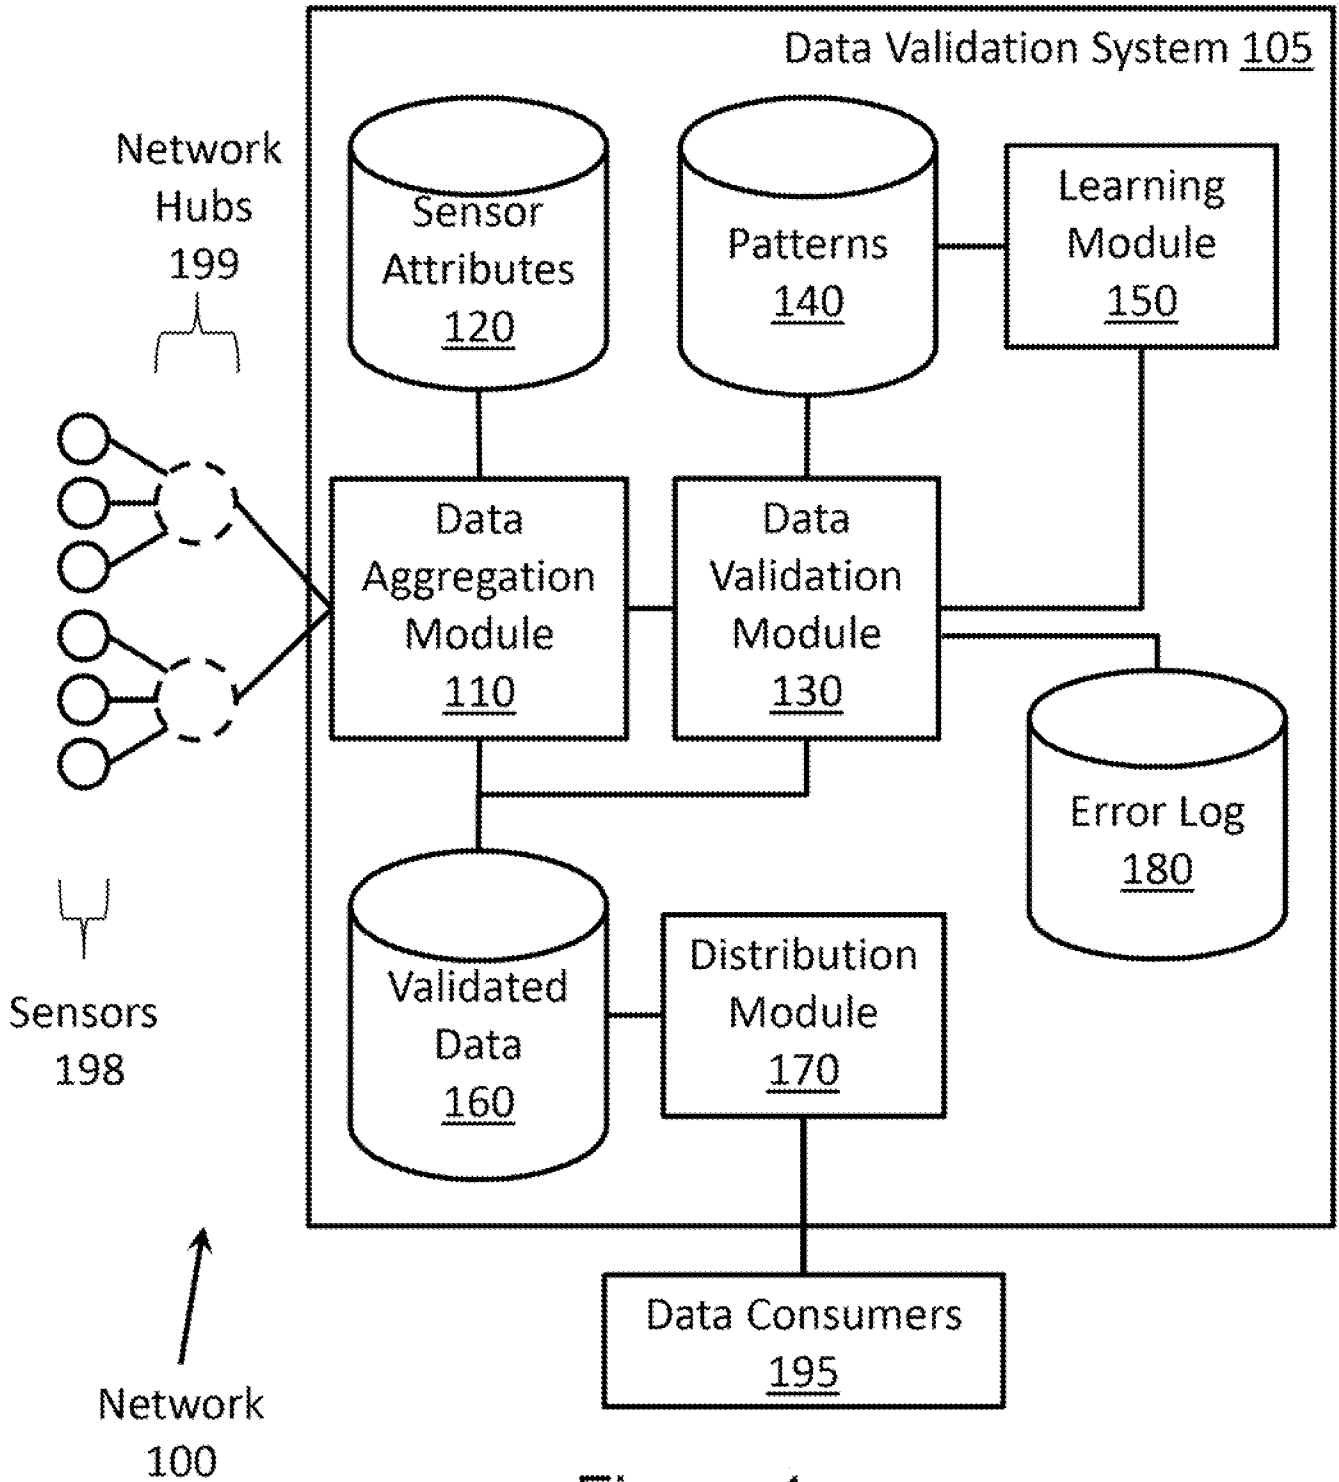 Data Validation System 105
Network
Hubs
199
Sensor
Attributes
120
Patterns
140
Learning
Module
150
Data
Aggregation
Module
110
Data
Validation
Module
130
Error Log
180
Sensors
198
Validated
Data
160
Distribution
Module
170
Data Consumers
195
Network
100